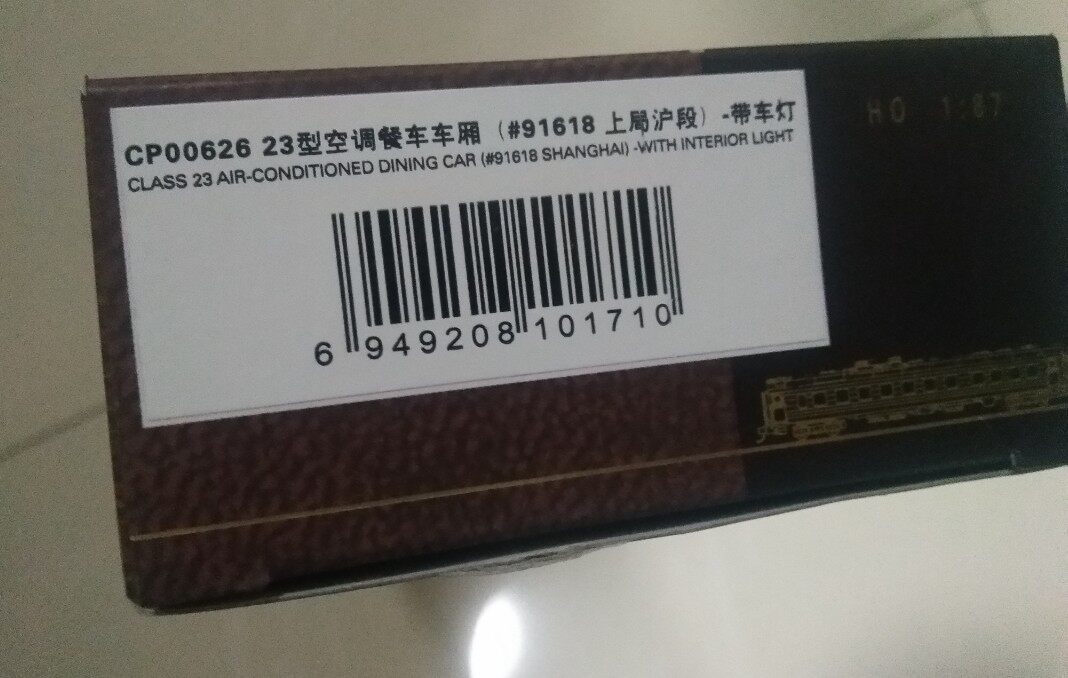 CP00626 23型空调餐车车厢（#91618 上局沪段）-带车灯
CLASS 23 AIR-CONDITIONED DINING CAR (#91618 SHANGHAI) -WITH INTERIOR LIGHT
6 949208 101710
HO 1:87